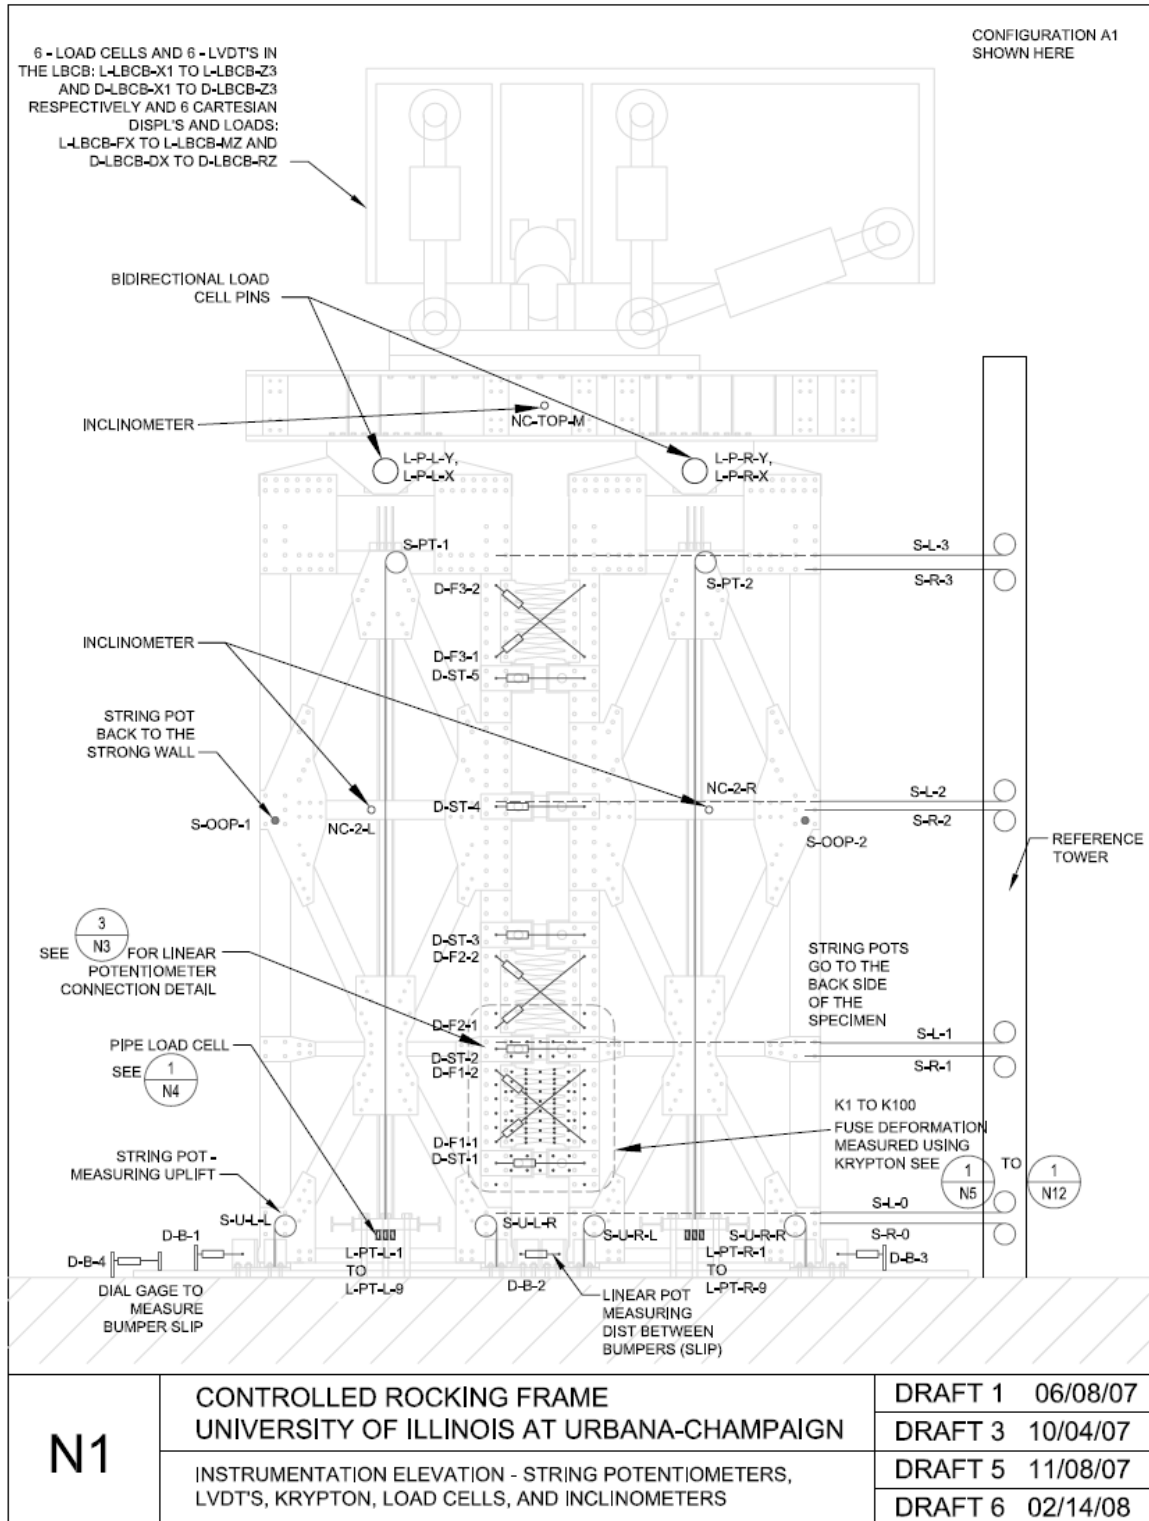 6 - LOAD CELLS AND 6 - LVDT'S IN
THE LBCB: L-LBCB-X1 TO L-LBCB-Z3
AND D-LBCB-X1 TO D-LBCB-Z3
RESPECTIVELY AND 6 CARTESIAN
DISPL'S AND LOADS:
L-LBCB-FX TO L-LBCB-MZ AND
D-LBCB-DX TO D-LBCB-RZ
CONFIGURATION A1
SHOWN HERE
BIDIRECTIONAL LOAD
CELL PINS
INCLINOMETER
NC-TOP-M
L-P-L-Y,
L-P-L-X
L-P-R-Y,
L-P-R-X
S-PT-1
S-PT-2
S-L-3
S-R-3
D-F3-2
D-F3-1
D-ST-5
INCLINOMETER
STRING POT
BACK TO THE
STRONG WALL
S-OOP-1
NC-2-L
D-ST-4
NC-2-R
S-OOP-2
S-L-2
S-R-2
REFERENCE
TOWER
3
SEE N3 FOR LINEAR
POTENTIOMETER
CONNECTION DETAIL
D-ST-3
D-F2-2
D-F2-1
D-ST-2
D-F1-2
D-F1-1
D-ST-1
STRING POTS
GO TO THE
BACK SIDE
OF THE
SPECIMEN
S-L-1
S-R-1
PIPE LOAD CELL
SEE 1
N4
K1 TO K100
FUSE DEFORMATION
MEASURED USING
KRYPTON SEE
1
N5
TO
1
N12
STRING POT -
MEASURING UPLIFT
S-U-L-L
S-U-L-R
S-U-R-L
S-U-R-R
S-L-0
S-R-0
D-B-4
D-B-1
DIAL GAGE TO
MEASURE
BUMPER SLIP
L-PT-L-1
TO
L-PT-L-9
D-B-2
LINEAR POT
MEASURING
DIST BETWEEN
BUMPERS (SLIP)
L-PT-R-1
TO
L-PT-R-9
D-B-3
N1
CONTROLLED ROCKING FRAME
UNIVERSITY OF ILLINOIS AT URBANA-CHAMPAIGN
INSTRUMENTATION ELEVATION - STRING POTENTIOMETERS,
LVDT'S, KRYPTON, LOAD CELLS, AND INCLINOMETERS
DRAFT 1 06/08/07
DRAFT 3 10/04/07
DRAFT 5 11/08/07
DRAFT 6 02/14/08